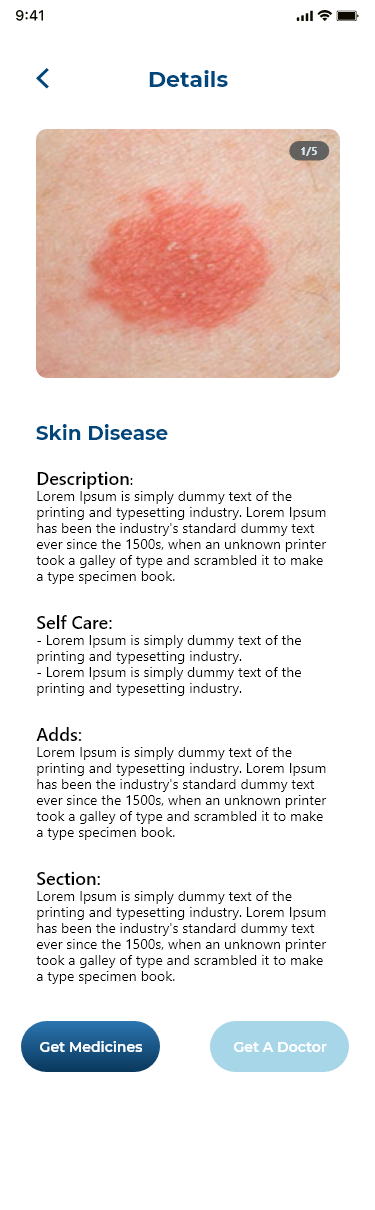 9:41
Details
1/5
Skin Disease
Description:
Lorem Ipsum is simply dummy text of the
printing and typesetting industry. Lorem Ipsum
has been the industry's standard dummy text
ever since the 1500s, when an unknown printer
took a galley of type and scrambled it to make
a type specimen book.
Self Care:
- Lorem Ipsum is simply dummy text of the
printing and typesetting industry.
- Lorem Ipsum is simply dummy text of the
printing and typesetting industry.
Adds:
Lorem Ipsum is simply dummy text of the
printing and typesetting industry. Lorem Ipsum
has been the industry's standard dummy text
ever since the 1500s, when an unknown printer
took a galley of type and scrambled it to make
a type specimen book.
Section:
Lorem Ipsum is simply dummy text of the
printing and typesetting industry. Lorem Ipsum
has been the industry's standard dummy text
ever since the 1500s, when an unknown printer
took a galley of type and scrambled it to make
a type specimen book.
Get Medicines
Get A Doctor